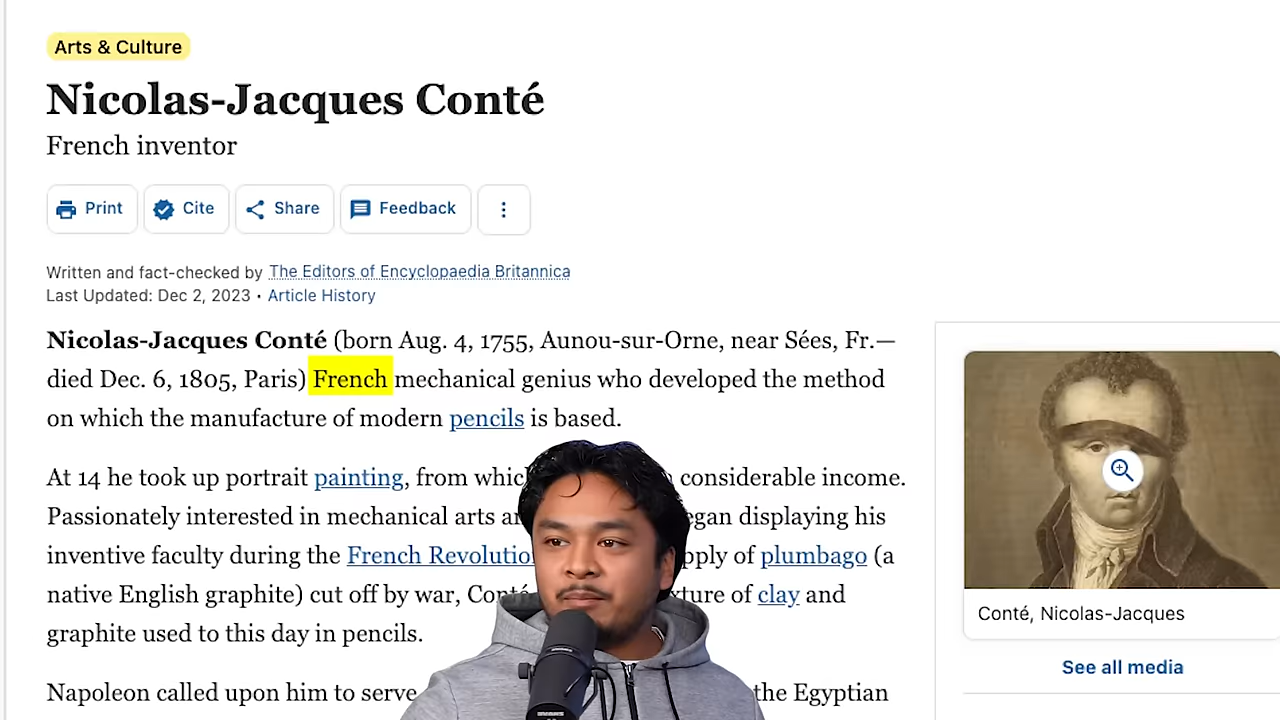 Arts & Culture
Nicolas-Jacques Conté
French inventor
Print Cite Share Feedback
Written and fact-checked by The Editors of Encyclopaedia Britannica
Last Updated: Dec 2, 2023 • Article History
Nicolas-Jacques Conté (born Aug. 4, 1755, Aunou-sur-Orne, near Sées, Fr.—
died Dec. 6, 1805, Paris) French mechanical genius who developed the method
on which the manufacture of modern pencils is based.
At 14 he took up portrait painting, from which considerable income.
Passionately interested in mechanical arts displaying his
inventive faculty during the French Revolution of plumbago (a
native English graphite) cut off by war, Conté of clay and
graphite used to this day in pencils.
Napoleon called upon him to serve the Egyptian
Conté, Nicolas-Jacques
See all media